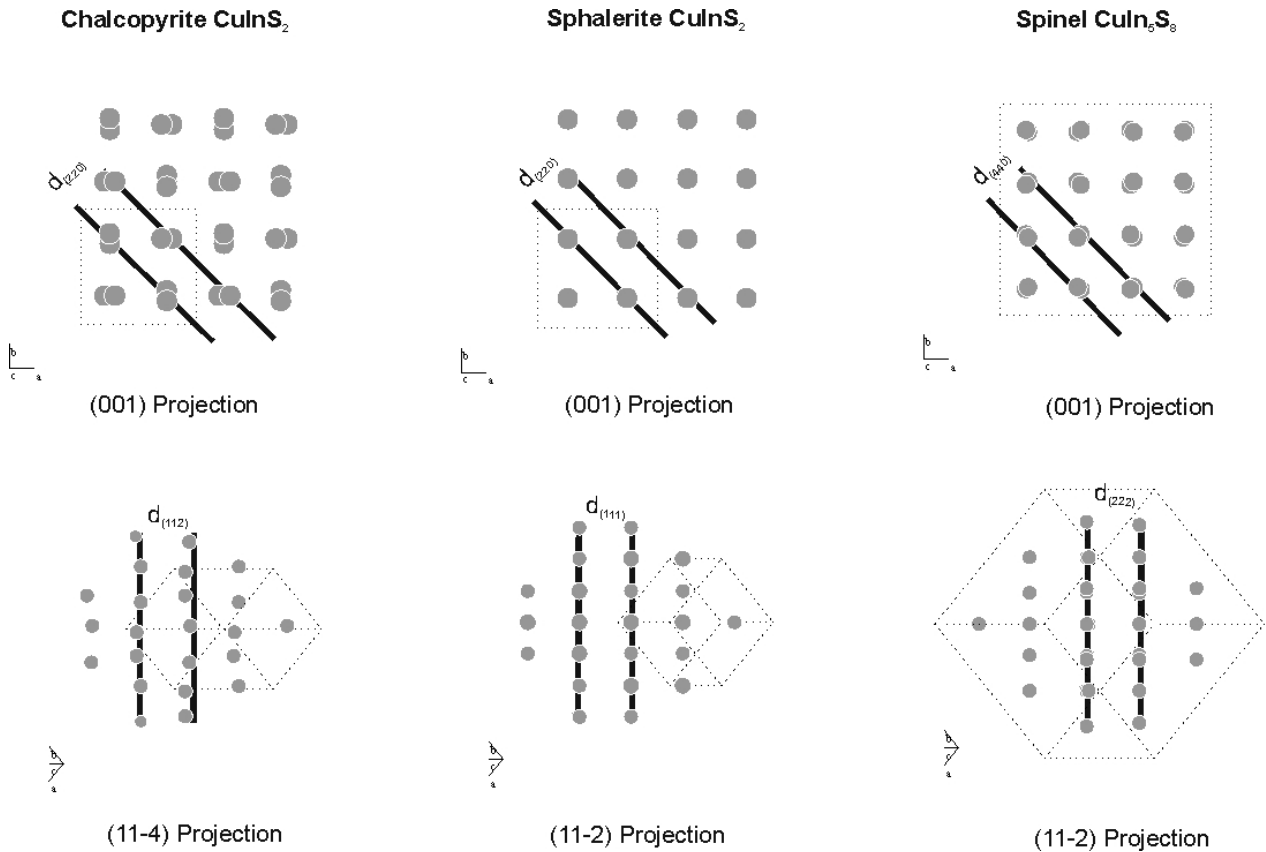 Chalcopyrite CuInS₂
Sphalerite CuInS₂
Spinel CuIn₅S₈
d(220)
d(220)
d(440)
b
c a
b
c a
b
c a
(001) Projection
(001) Projection
(001) Projection
d(112)
d(111)
d(222)
b
c
a
b
c
a
b
c
a
(11-4) Projection
(11-2) Projection
(11-2) Projection